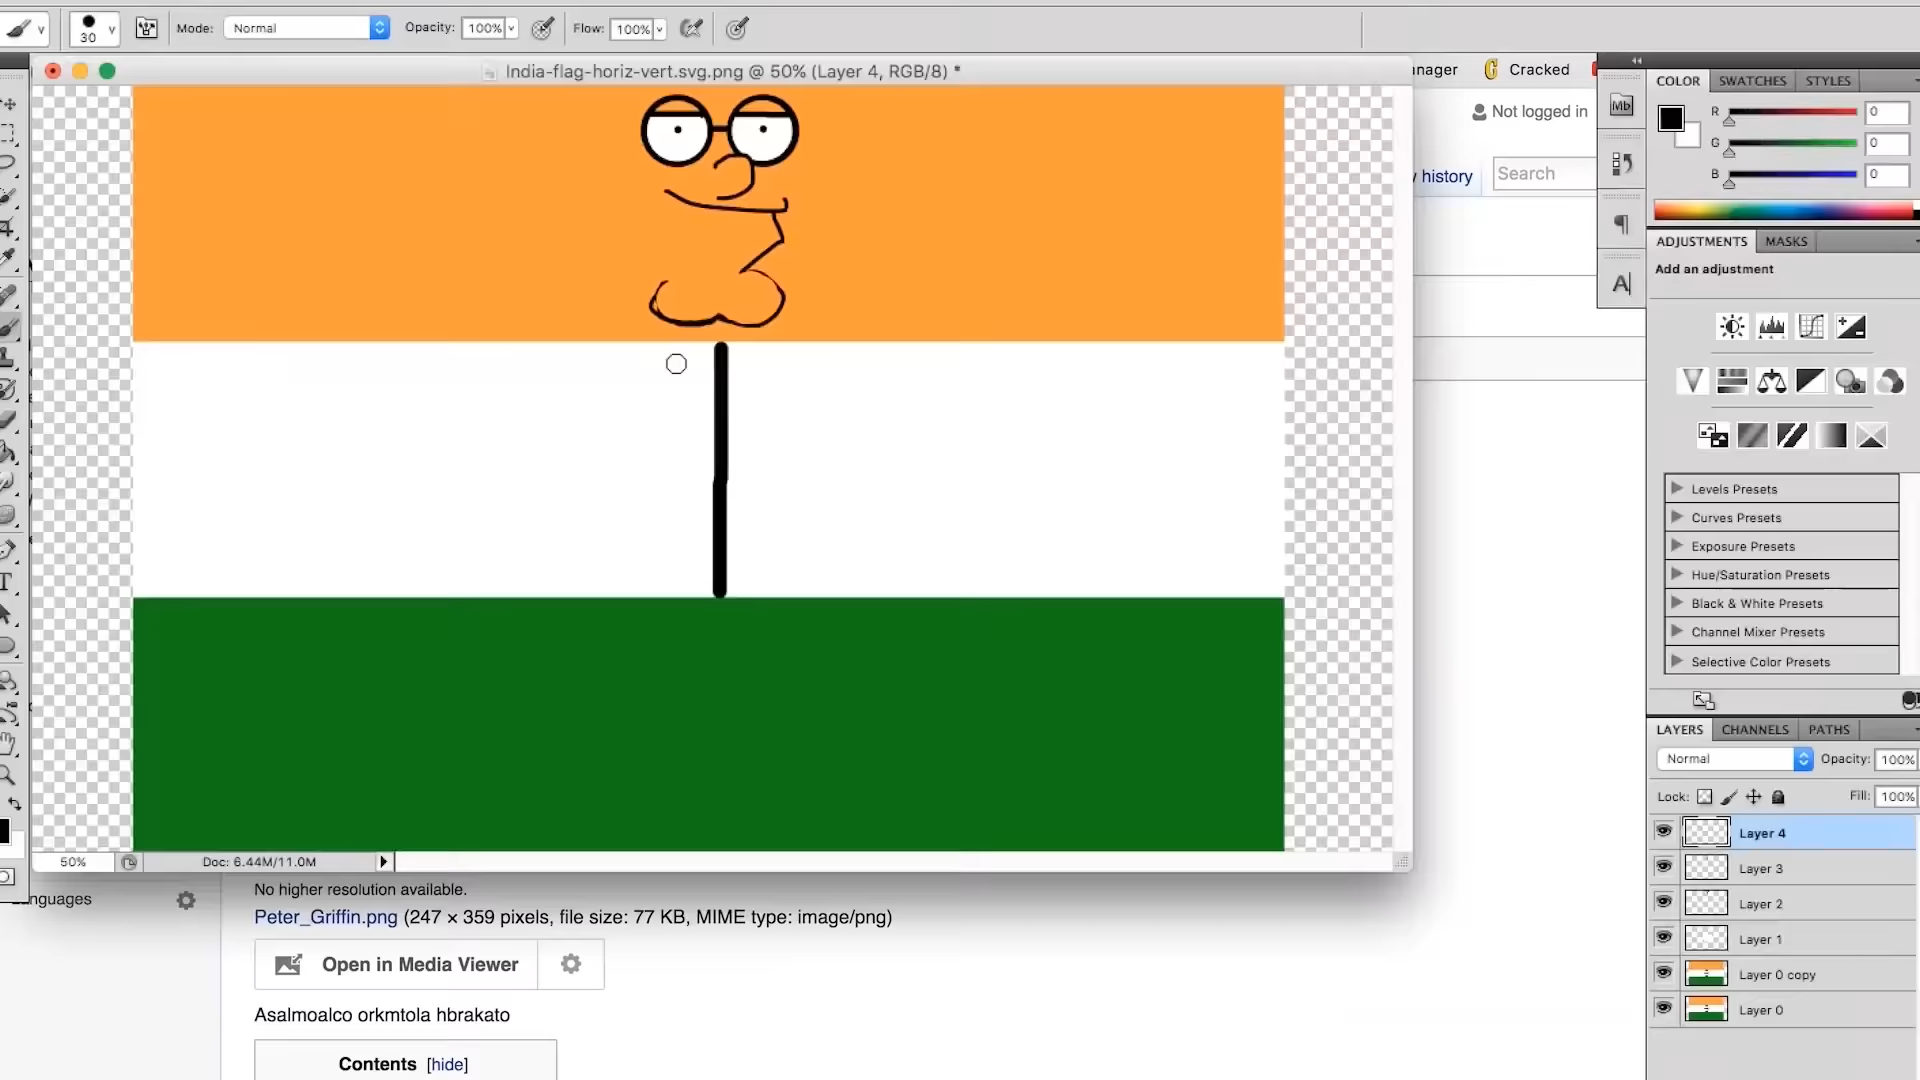 30 Mode: Normal Opacity: 100% Flow: 100%
India-flag-horiz-vert.svg.png @ 50% (Layer 4, RGB/8) *
nager Cracked
Not logged in
history Search
Mb
A
COLOR SWATCHES STYLES
R 0
G 0
B 0
ADJUSTMENTS MASKS
Add an adjustment
Levels Presets
Curves Presets
Exposure Presets
Hue/Saturation Presets
Black & White Presets
Channel Mixer Presets
Selective Color Presets
LAYERS CHANNELS PATHS
Normal Opacity: 100%
Lock: Fill: 100%
Layer 4
Layer 3
Layer 2
Layer 1
Layer 0 copy
Layer 0
T
50% Doc: 6.44M/11.0M
nguages
No higher resolution available.
Peter_Griffin.png (247 × 359 pixels, file size: 77 KB, MIME type: image/png)
Open in Media Viewer
Asalmoalco orkmtola hbrakato
Contents [hide]